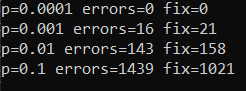 p=0.0001 errors=0 fix=0
p=0.001 errors=16 fix=21
p=0.01 errors=143 fix=158
p=0.1 errors=1439 fix=1021